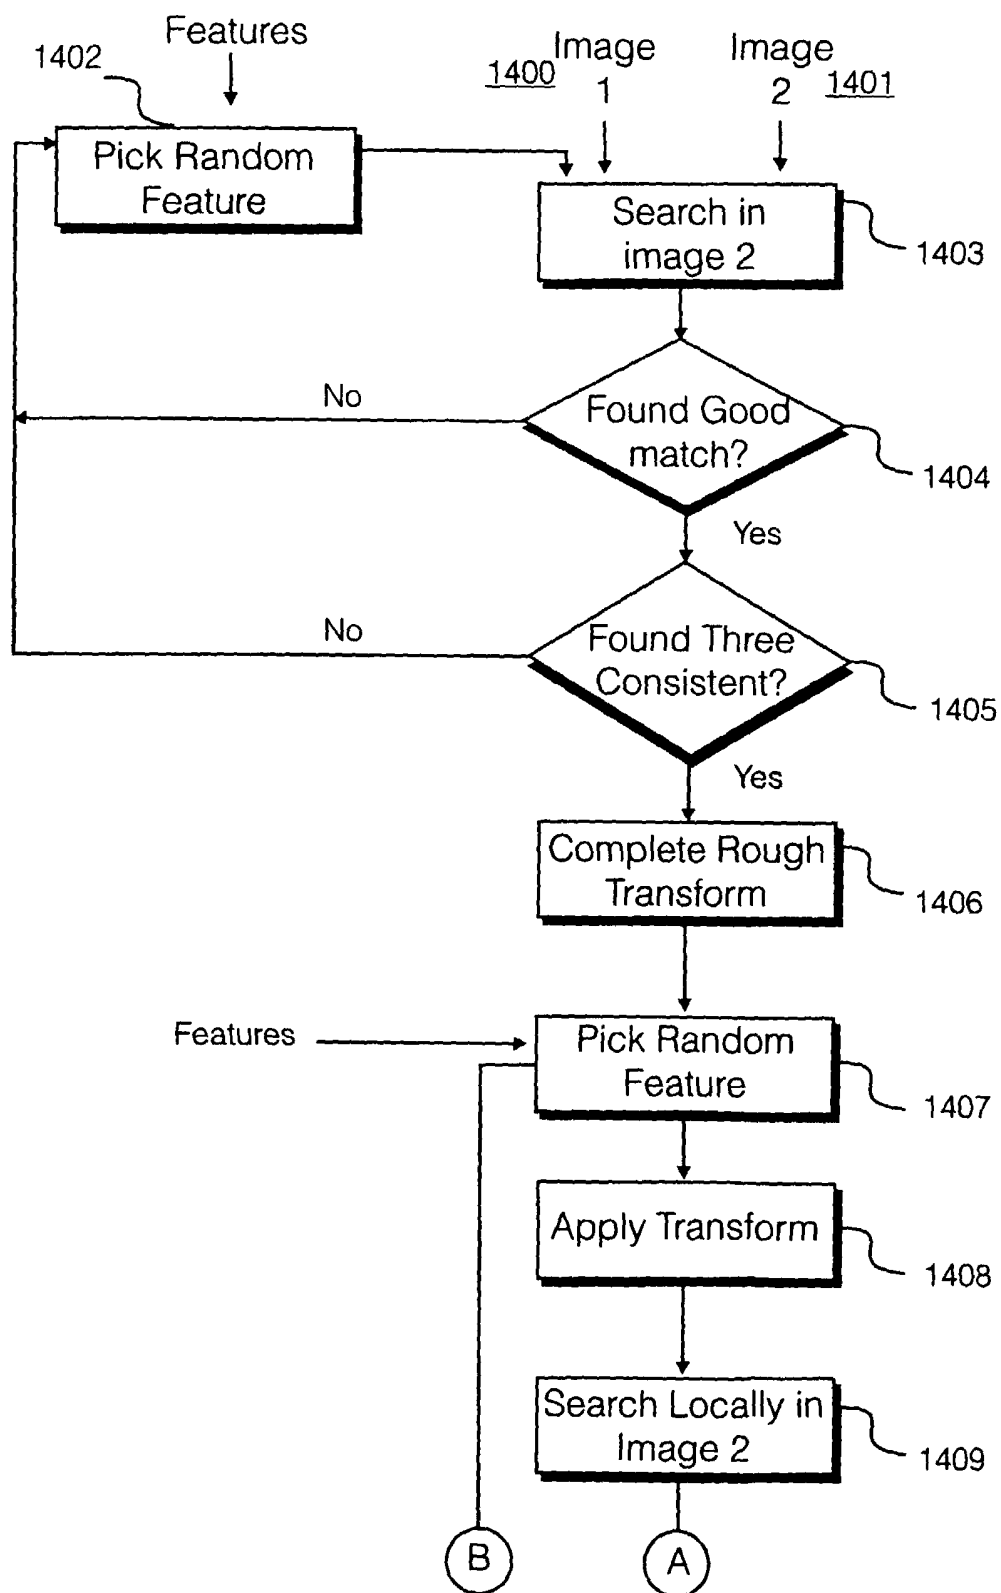 Features
1402
Image
1
1400
Image
2
1401
Pick Random
Feature
Search in
image 2
1403
No
Found Good
match?
1404
Yes
No
Found Three
Consistent?
1405
Yes
Complete Rough
Transform
1406
Features
Pick Random
Feature
1407
Apply Transform
1408
Search Locally in
Image 2
1409
B
A